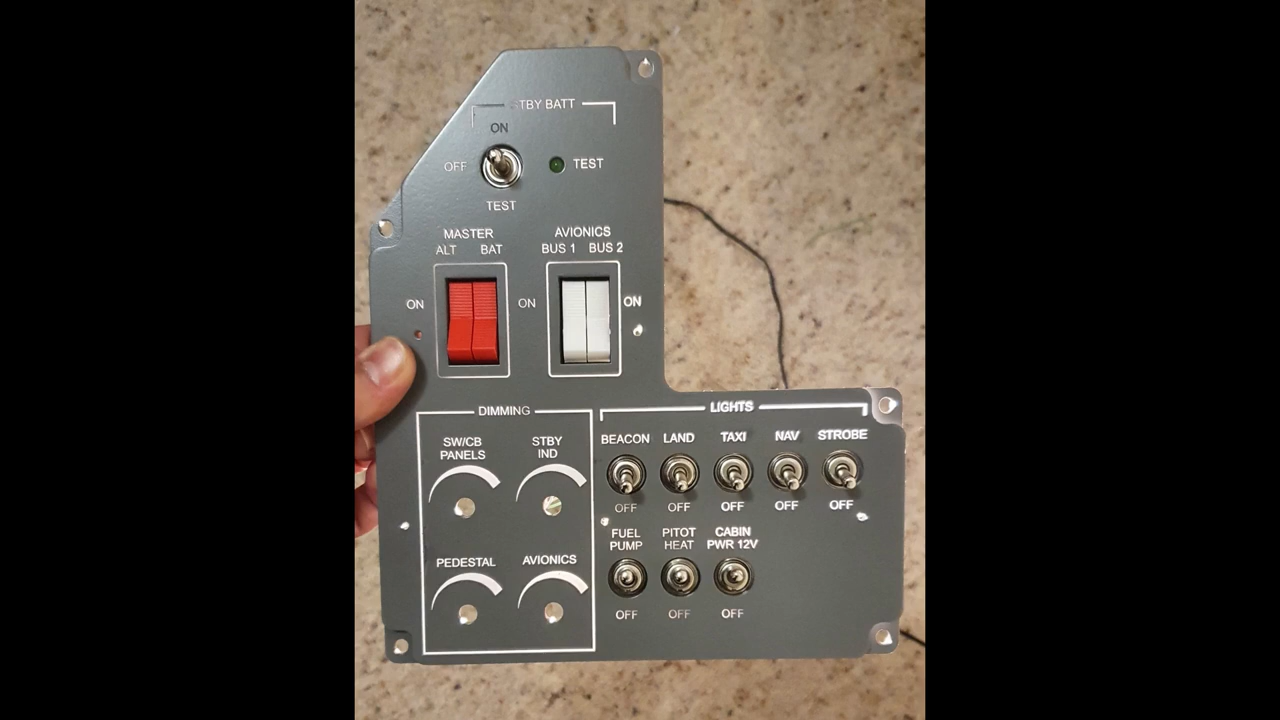 STBY BATT
ON
OFF
TEST
TEST
MASTER
ALT BAT
AVIONICS
BUS 1 BUS 2
ON
ON
ON
DIMMING
SW/CB
PANELS
STBY
IND
PEDESTAL
AVIONICS
LIGHTS
BEACON LAND TAXI NAV STROBE
OFF OFF OFF OFF OFF
FUEL
PUMP
PITOT
HEAT
CABIN
PWR 12V
OFF OFF OFF